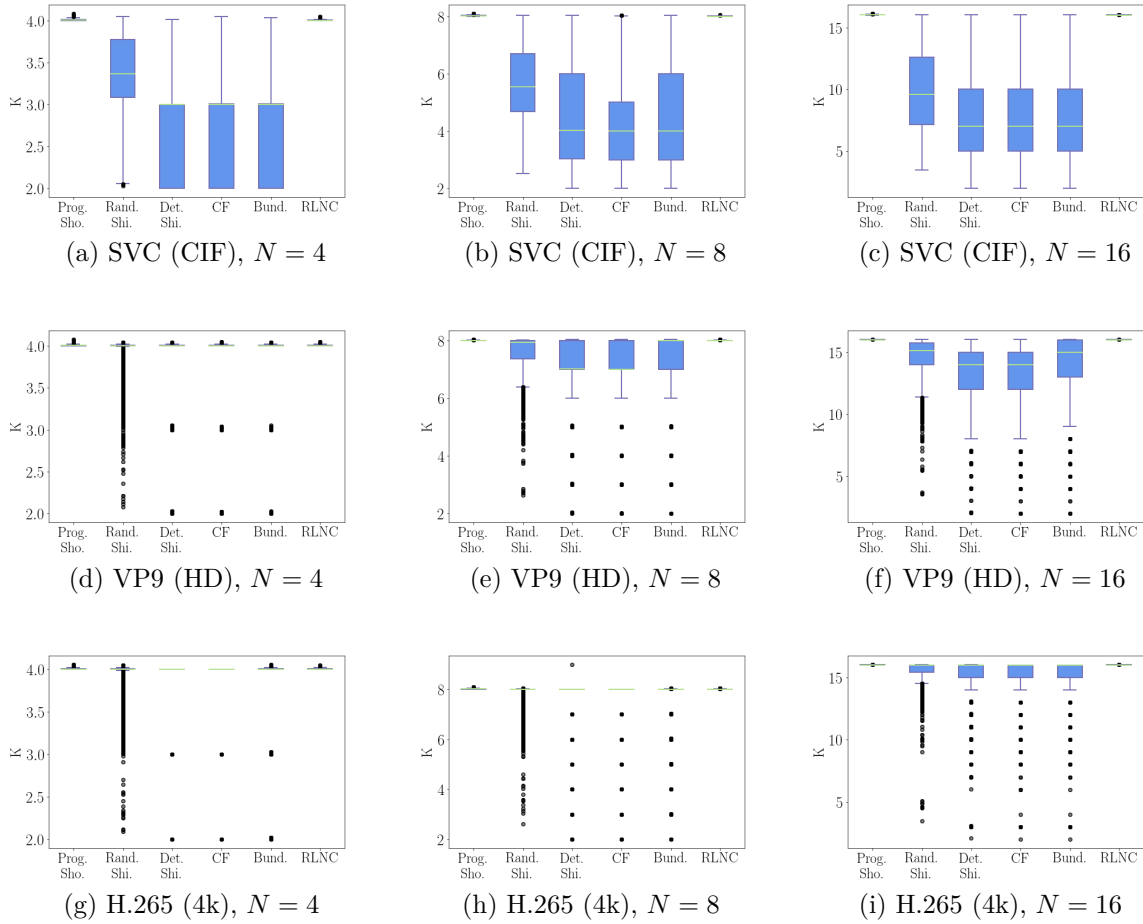 4.0
3.5
3.0
2.5
2.0
K
Prog. Sho.
Rand. Shi.
Det. Shi.
CF
Bund.
RLNC
(a) SVC (CIF), N = 4
8
6
4
2
K
Prog. Sho.
Rand. Shi.
Det. Shi.
CF
Bund.
RLNC
(b) SVC (CIF), N = 8
15
10
5
K
Prog. Sho.
Rand. Shi.
Det. Shi.
CF
Bund.
RLNC
(c) SVC (CIF), N = 16
4.0
3.5
3.0
2.5
2.0
K
Prog. Sho.
Rand. Shi.
Det. Shi.
CF
Bund.
RLNC
(d) VP9 (HD), N = 4
8
6
4
2
K
Prog. Sho.
Rand. Shi.
Det. Shi.
CF
Bund.
RLNC
(e) VP9 (HD), N = 8
15
10
5
K
Prog. Sho.
Rand. Shi.
Det. Shi.
CF
Bund.
RLNC
(f) VP9 (HD), N = 16
4.0
3.5
3.0
2.5
2.0
K
Prog. Sho.
Rand. Shi.
Det. Shi.
CF
Bund.
RLNC
(g) H.265 (4k), N = 4
8
6
4
2
K
Prog. Sho.
Rand. Shi.
Det. Shi.
CF
Bund.
RLNC
(h) H.265 (4k), N = 8
15
10
5
K
Prog. Sho.
Rand. Shi.
Det. Shi.
CF
Bund.
RLNC
(i) H.265 (4k), N = 16